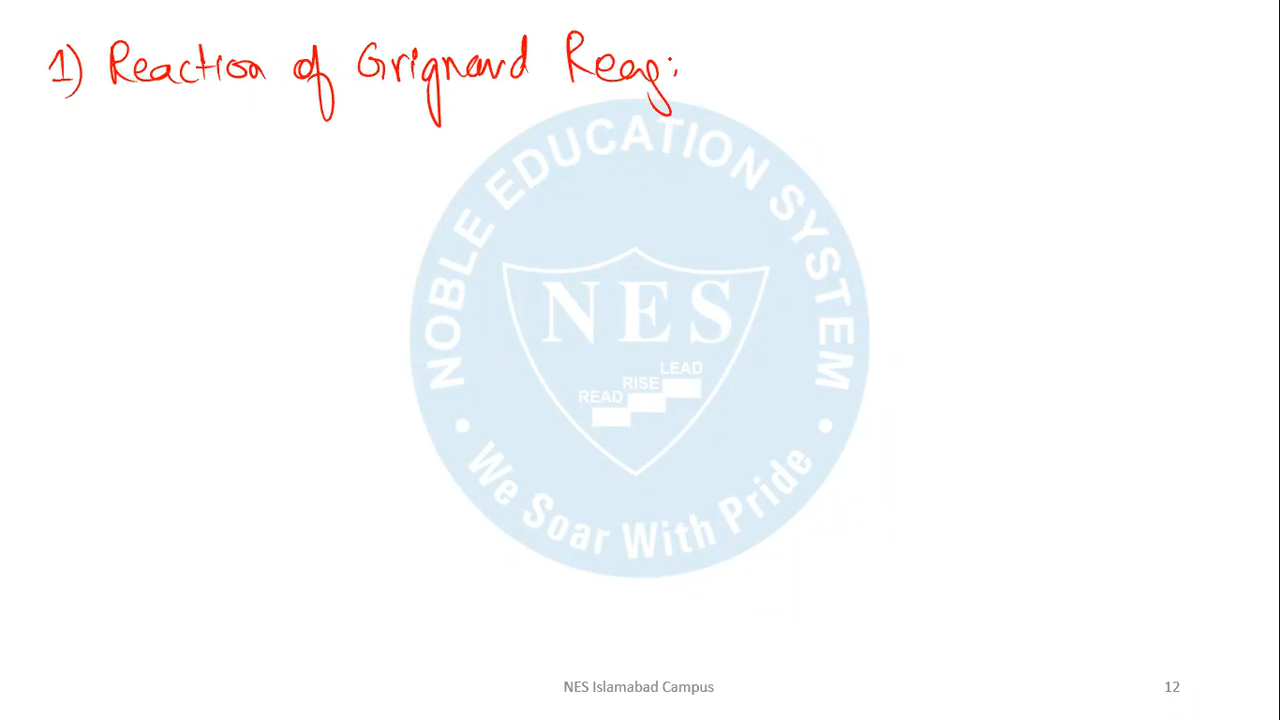 1) Reaction of Grignard Reag:
NOBLE EDUCATION SYSTEM
NES
LEAD
RISE
READ
• We Soar With Pride •
NES Islamabad Campus
12